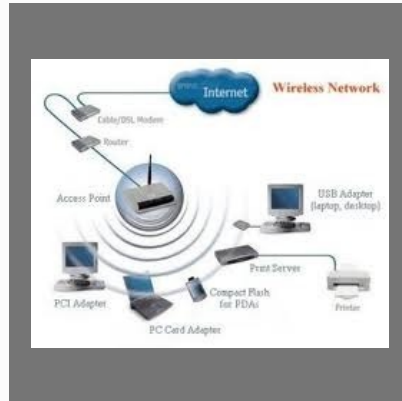 Internet
Wireless Network
Cable/DSL Modem
Router
Access Point
USB Adapter
(laptop, desktop)
Print Server
PCI Adapter
Compact Flash
for PDAs
Printer
PC Card Adapter